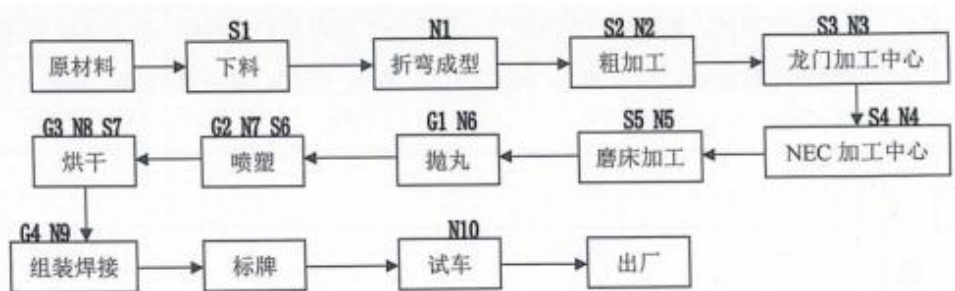 S1 N1 S2 N2 S3 N3
原材料 下料 折弯成型 粗加工 龙门加工中心
G3 N8 S7 G2 N7 S6 G1 N6 S5 N5 S4 N4
烘干 喷塑 抛丸 磨床加工 NEC 加工中心
G4 N9 N10
组装焊接 标牌 试车 出厂